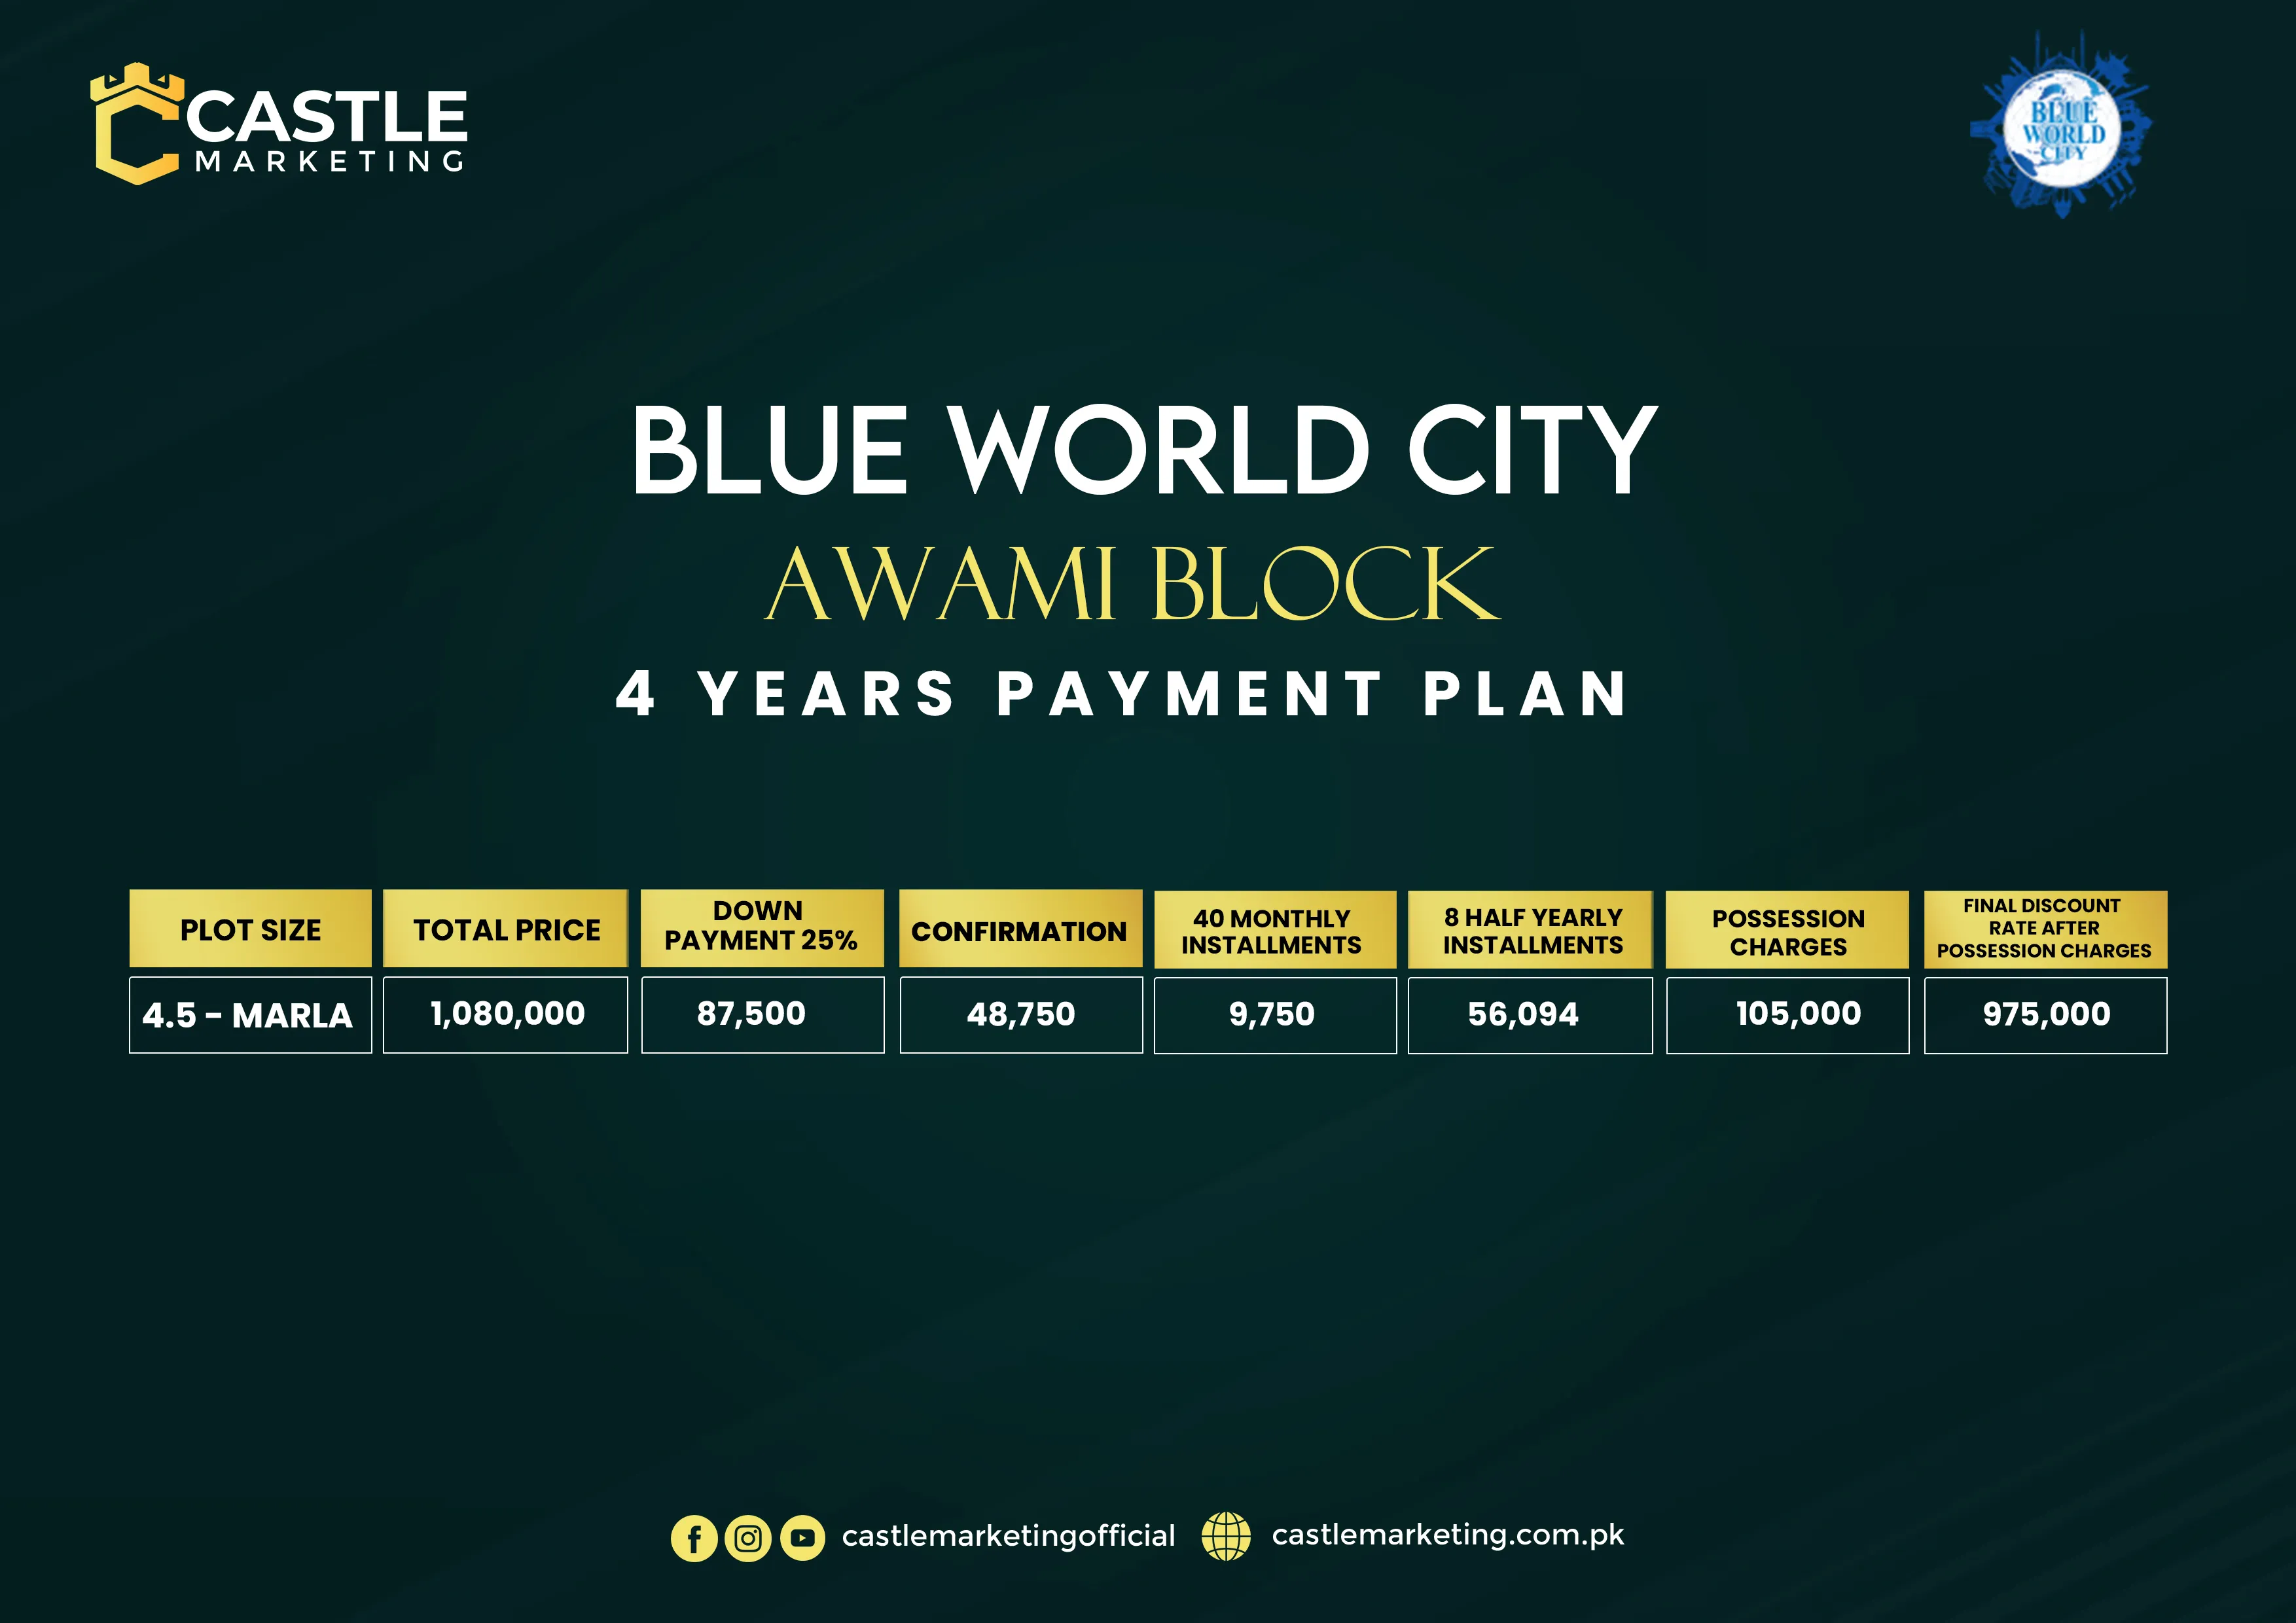 CASTLE
MARKETING
BLUE
WORLD
CITY
BLUE WORLD CITY
AWAMI BLOCK
4 YEARS PAYMENT PLAN
PLOT SIZE
TOTAL PRICE
DOWN
PAYMENT 25%
CONFIRMATION
40 MONTHLY
INSTALLMENTS
8 HALF YEARLY
INSTALLMENTS
POSSESSION
CHARGES
FINAL DISCOUNT
RATE AFTER
POSSESSION CHARGES
4.5 - MARLA
1,080,000
87,500
48,750
9,750
56,094
105,000
975,000
castlemarketingofficial
castlemarketing.com.pk